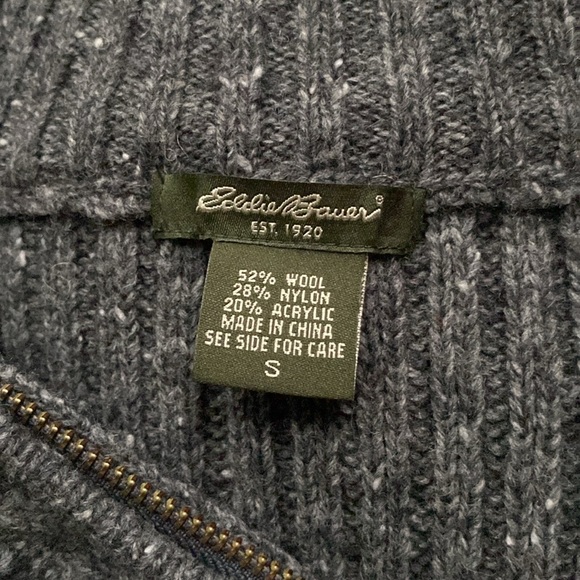 Eddie Bauer®
EST. 1920
52% WOOL
28% NYLON
20% ACRYLIC
MADE IN CHINA
SEE SIDE FOR CARE
S